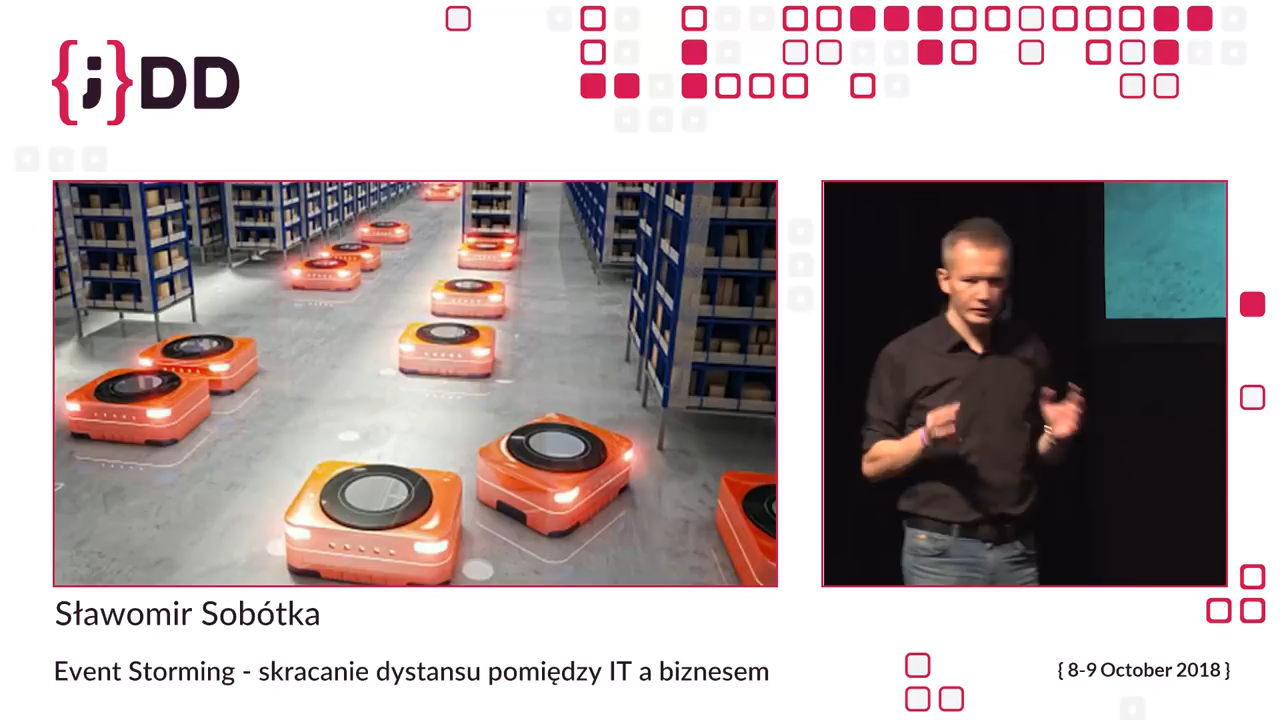 {j}DD
Sławomir Sobótka
Event Storming - skracanie dystansu pomiędzy IT a biznesem
{ 8-9 October 2018 }